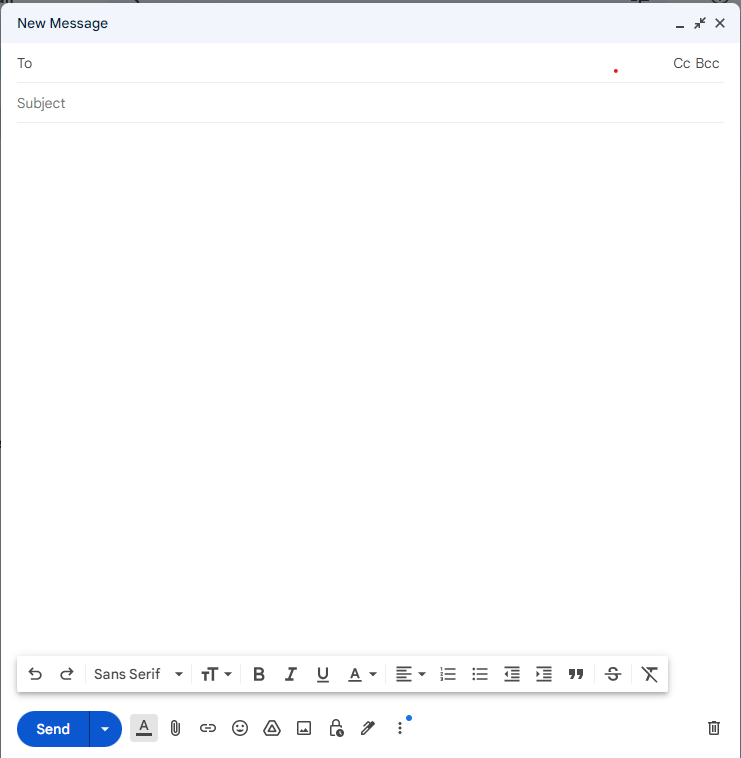 New Message
To Cc Bcc
Subject
Sans Serif
Send